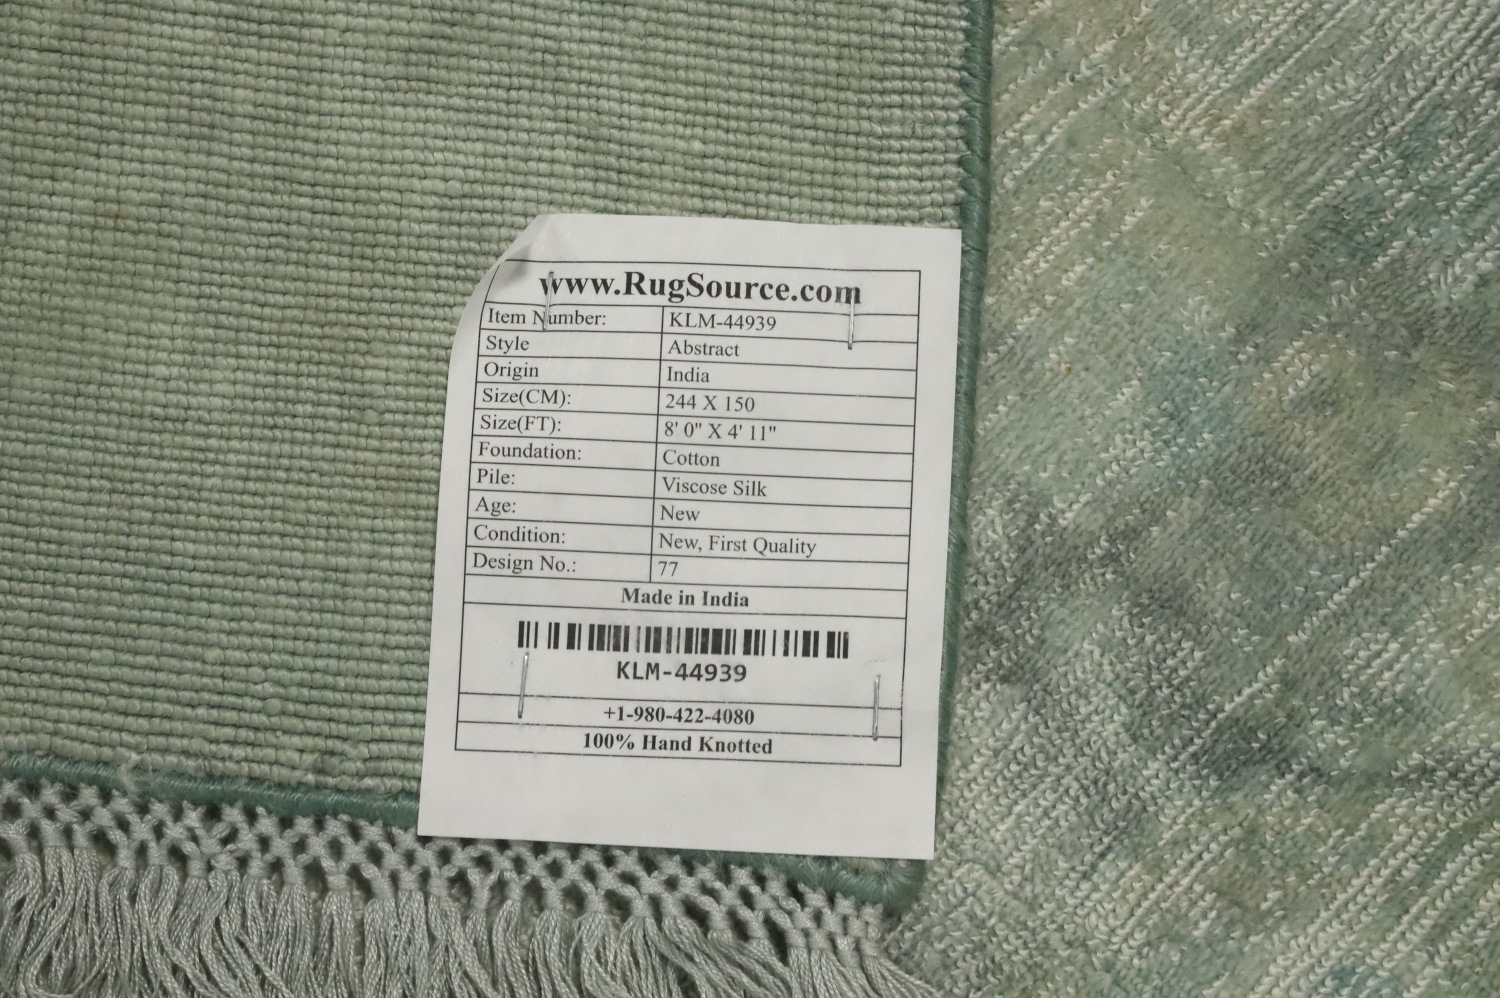 www.RugSource.com
Item Number: KLM-44939
Style Abstract
Origin India
Size(CM): 244 X 150
Size(FT): 8' 0" X 4' 11"
Foundation: Cotton
Pile: Viscose Silk
Age: New
Condition: New, First Quality
Design No.: 77
Made in India
KLM-44939
+1-980-422-4080
100% Hand Knotted